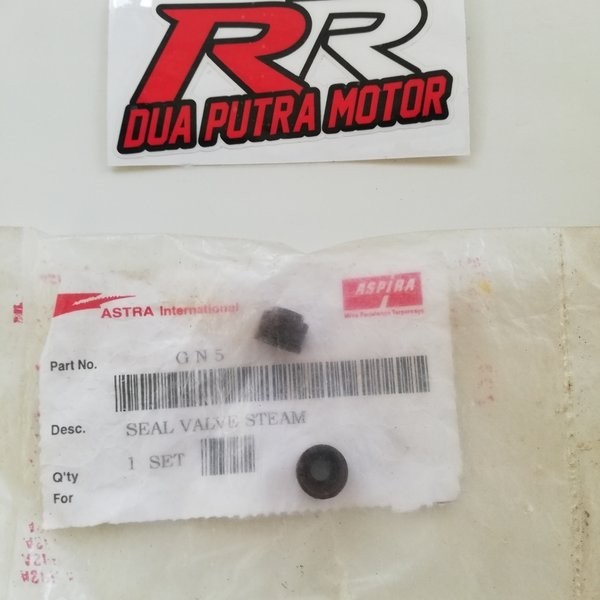 RR
DUA PUTRA MOTOR
ASTRA International
ASPIRA
Part No. GN5
Desc. SEAL VALVE STEAM
Q'ty 1 SET
For